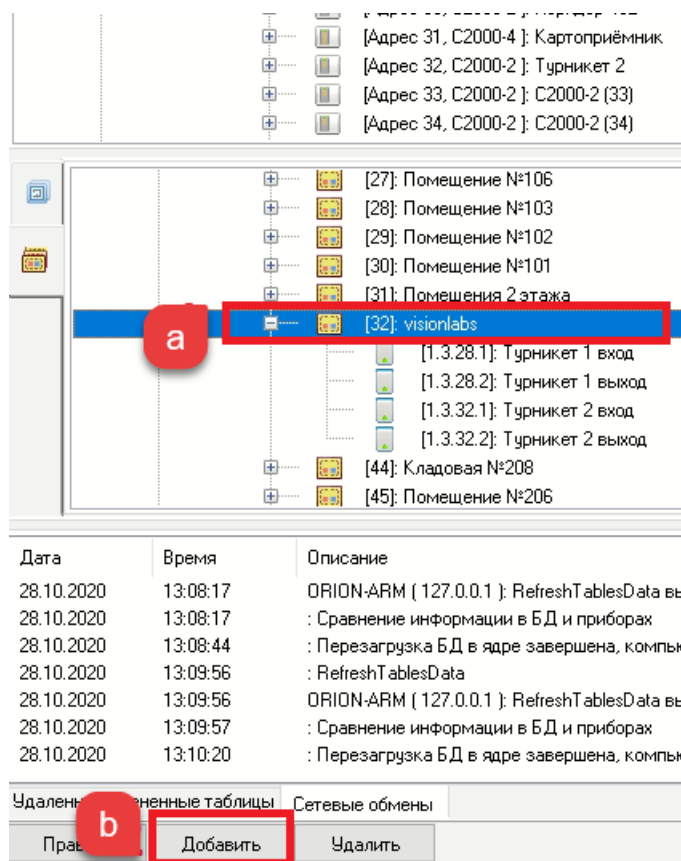 [Адрес 31, С2000-4 ]: Картоприёмник
[Адрес 32, С2000-2 ]: Турникет 2
[Адрес 33, С2000-2 ]: С2000-2 (33)
[Адрес 34, С2000-2 ]: С2000-2 (34)
[27]: Помещение №106
[28]: Помещение №103
[29]: Помещение №102
[30]: Помещение №101
[31]: Помещения 2 этажа
a
[32]: visionlabs
[1.3.28.1]: Турникет 1 вход
[1.3.28.2]: Турникет 1 выход
[1.3.32.1]: Турникет 2 вход
[1.3.32.2]: Турникет 2 выход
[44]: Кладовая №208
[45]: Помещение №206
Дата Время Описание
28.10.2020 13:08:17 ORION-ARM ( 127.0.0.1 ): RefreshTablesData вы
28.10.2020 13:08:17 : Сравнение информации в БД и приборах
28.10.2020 13:08:44 : Перезагрузка БД в ядре завершена, компью
28.10.2020 13:09:56 : RefreshTablesData
28.10.2020 13:09:56 ORION-ARM ( 127.0.0.1 ): RefreshTablesData вы
28.10.2020 13:09:57 : Сравнение информации в БД и приборах
28.10.2020 13:10:20 : Перезагрузка БД в ядре завершена, компью
таблицы Сетевые обмены
b
Добавить Удалить